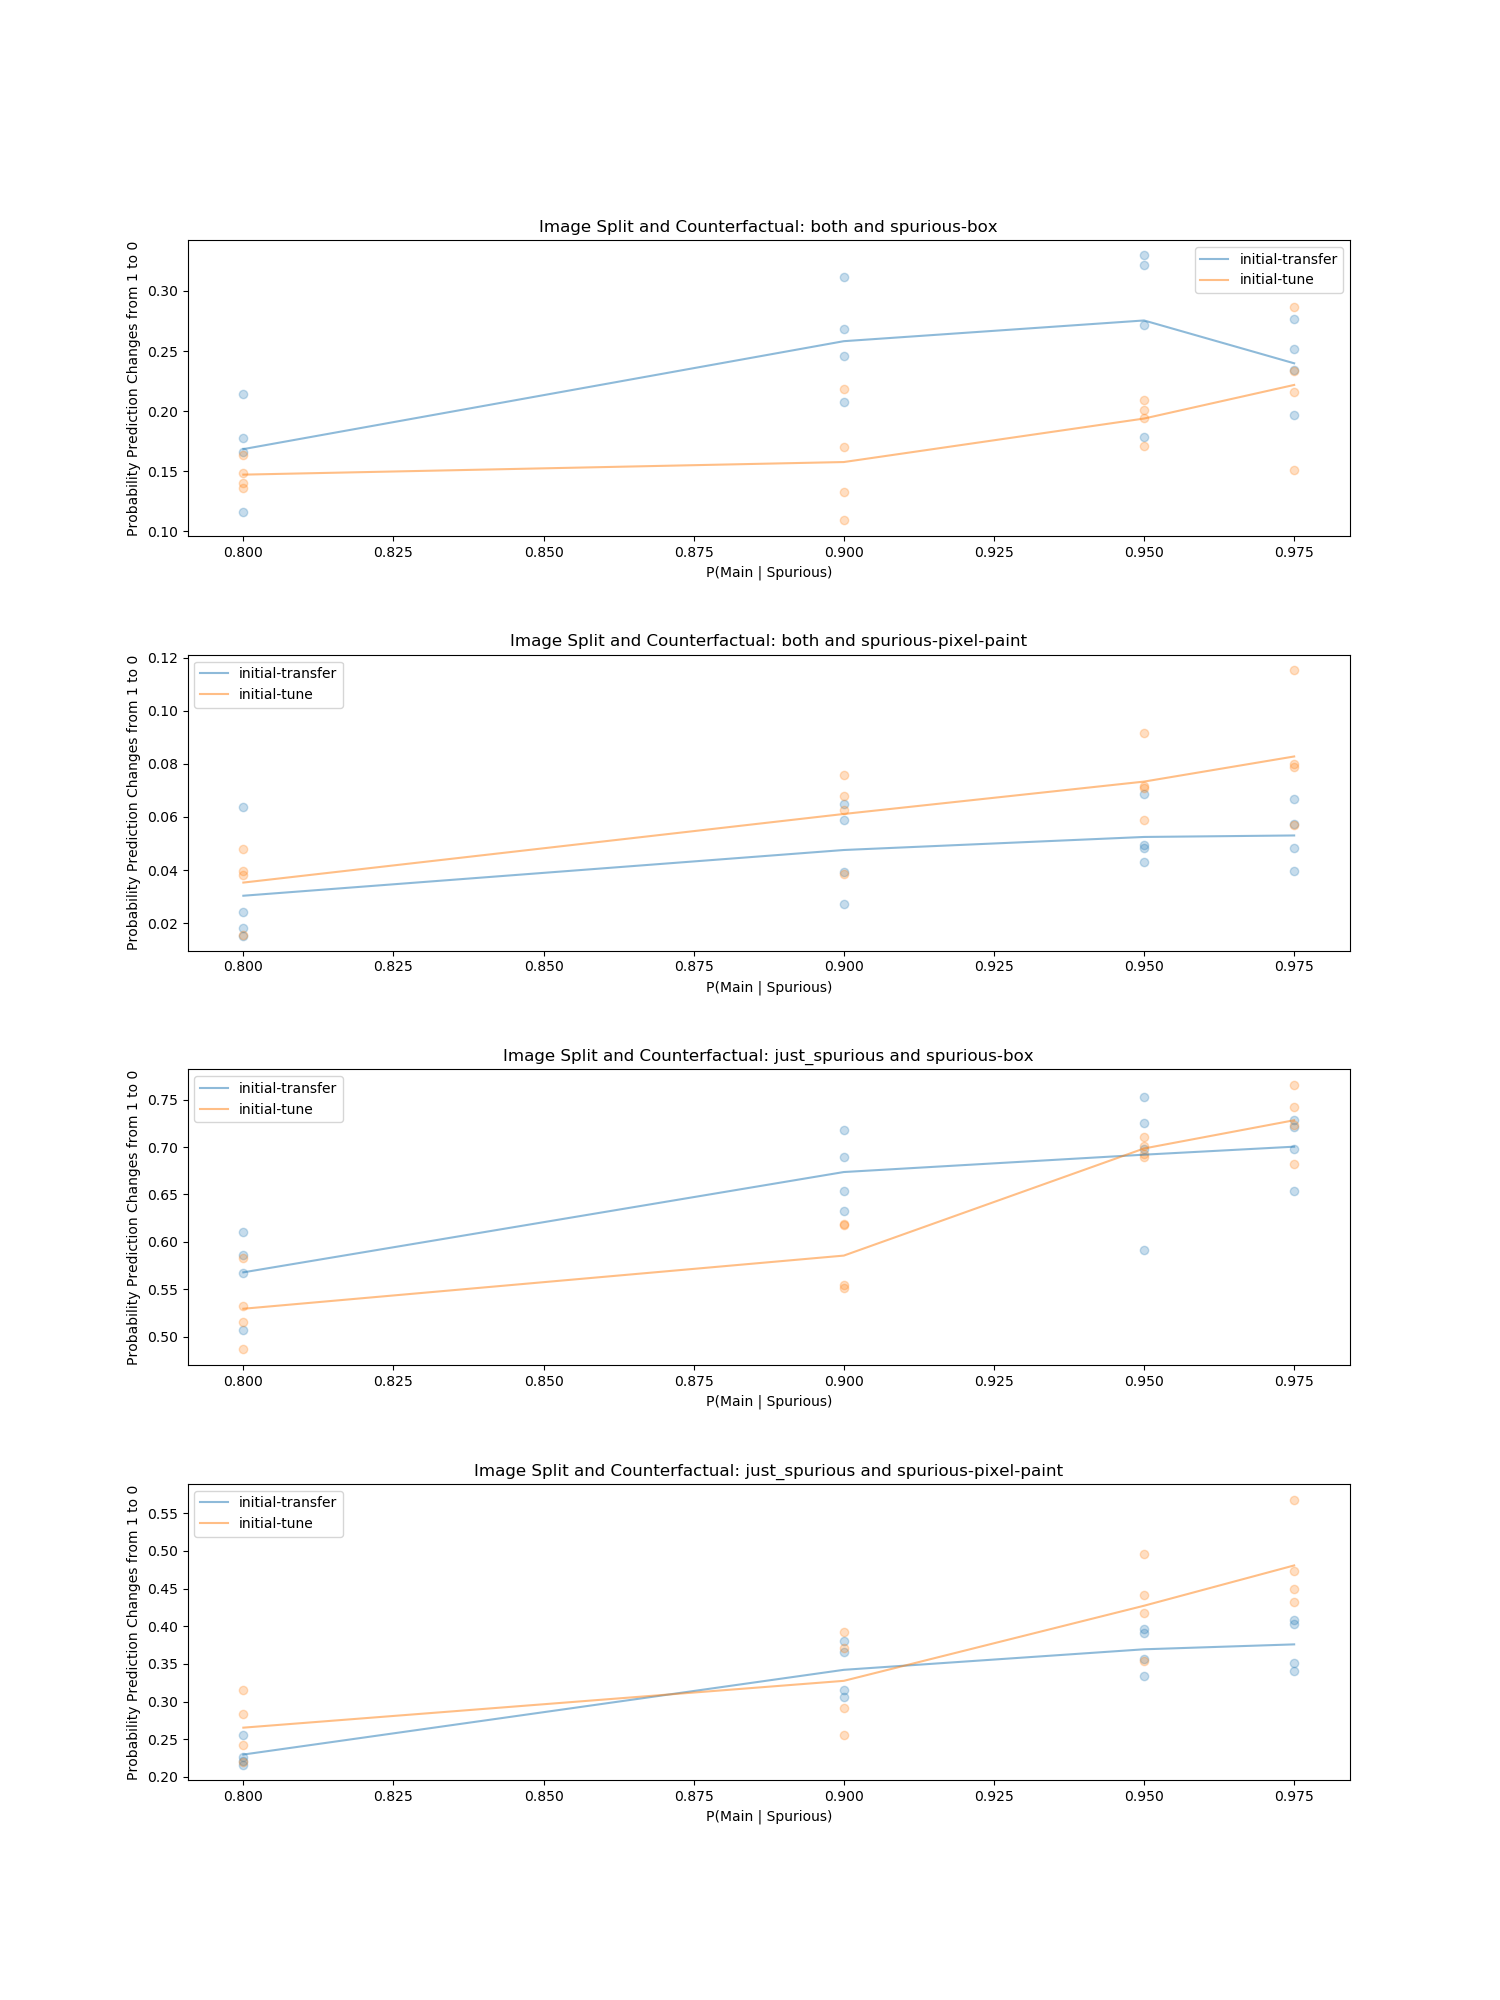 Image Split and Counterfactual: both and spurious-box
Probability Prediction Changes from 1 to 0
0.30
0.25
0.20
0.15
0.10
initial-transfer
initial-tune
0.800 0.825 0.850 0.875 0.900 0.925 0.950 0.975
P(Main | Spurious)
Image Split and Counterfactual: both and spurious-pixel-paint
Probability Prediction Changes from 1 to 0
0.12
0.10
0.08
0.06
0.04
0.02
initial-transfer
initial-tune
0.800 0.825 0.850 0.875 0.900 0.925 0.950 0.975
P(Main | Spurious)
Image Split and Counterfactual: just_spurious and spurious-box
Probability Prediction Changes from 1 to 0
0.75
0.70
0.65
0.60
0.55
0.50
initial-transfer
initial-tune
0.800 0.825 0.850 0.875 0.900 0.925 0.950 0.975
P(Main | Spurious)
Image Split and Counterfactual: just_spurious and spurious-pixel-paint
Probability Prediction Changes from 1 to 0
0.55
0.50
0.45
0.40
0.35
0.30
0.25
0.20
initial-transfer
initial-tune
0.800 0.825 0.850 0.875 0.900 0.925 0.950 0.975
P(Main | Spurious)